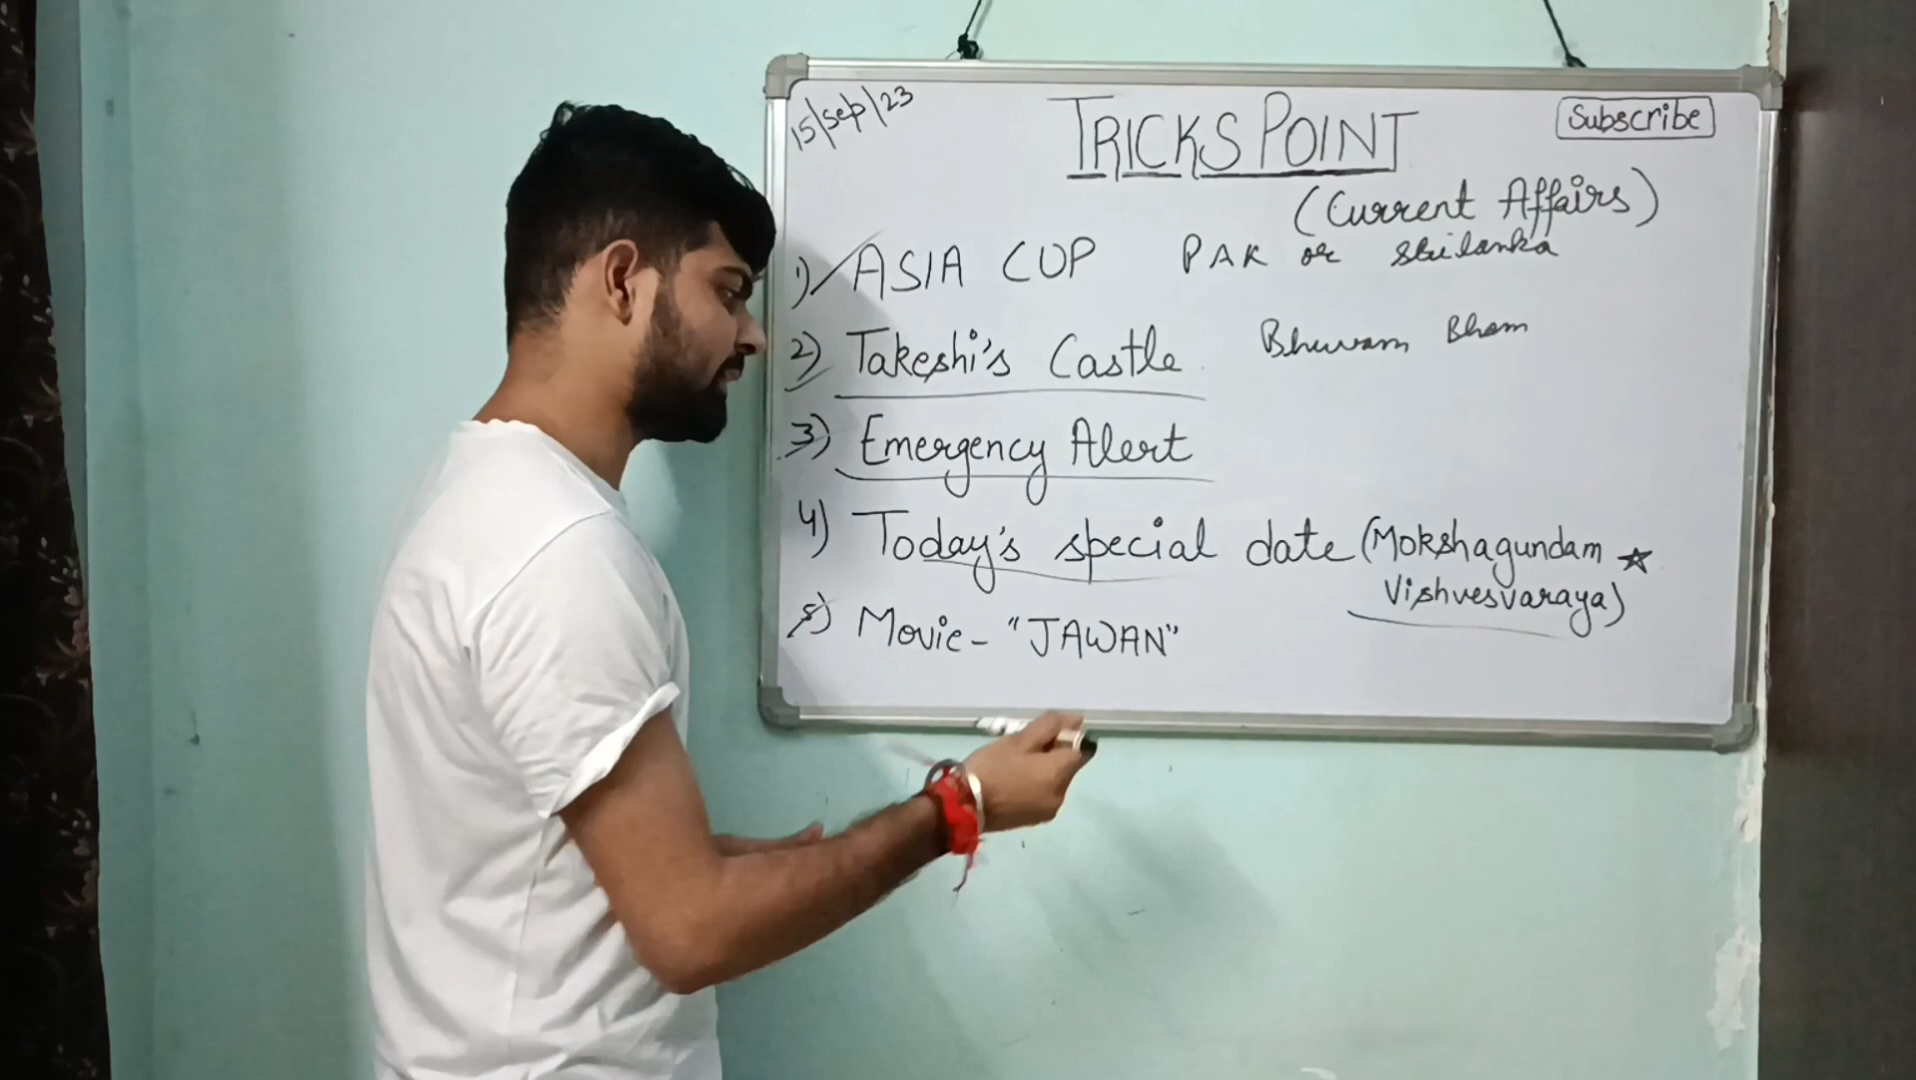 15/Sep/23
TRICKS POINT
Subscribe
(Current Affairs)
1) ASIA CUP PAK or Srilanka
2) Takeshi's Castle Bhuvam Bham
3) Emergency Alert
4) Today's special date (Mokshagundam
Vishvesvaraya)
5) Movie - "JAWAN"